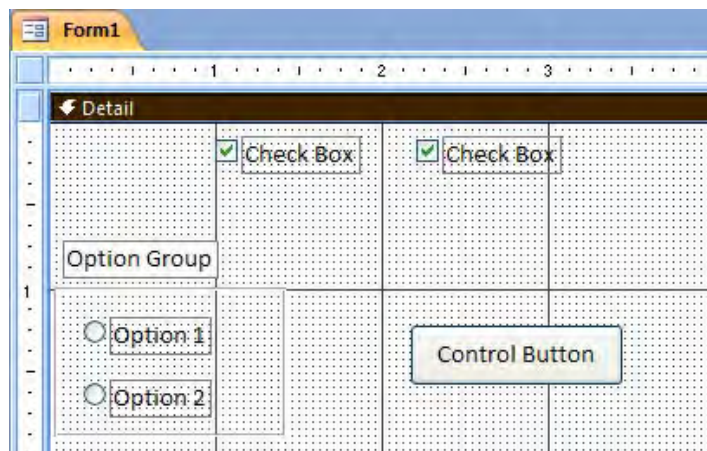 Form1
1 2 3
Detail
Check Box Check Box
Option Group
1
Option 1
Control Button
Option 2